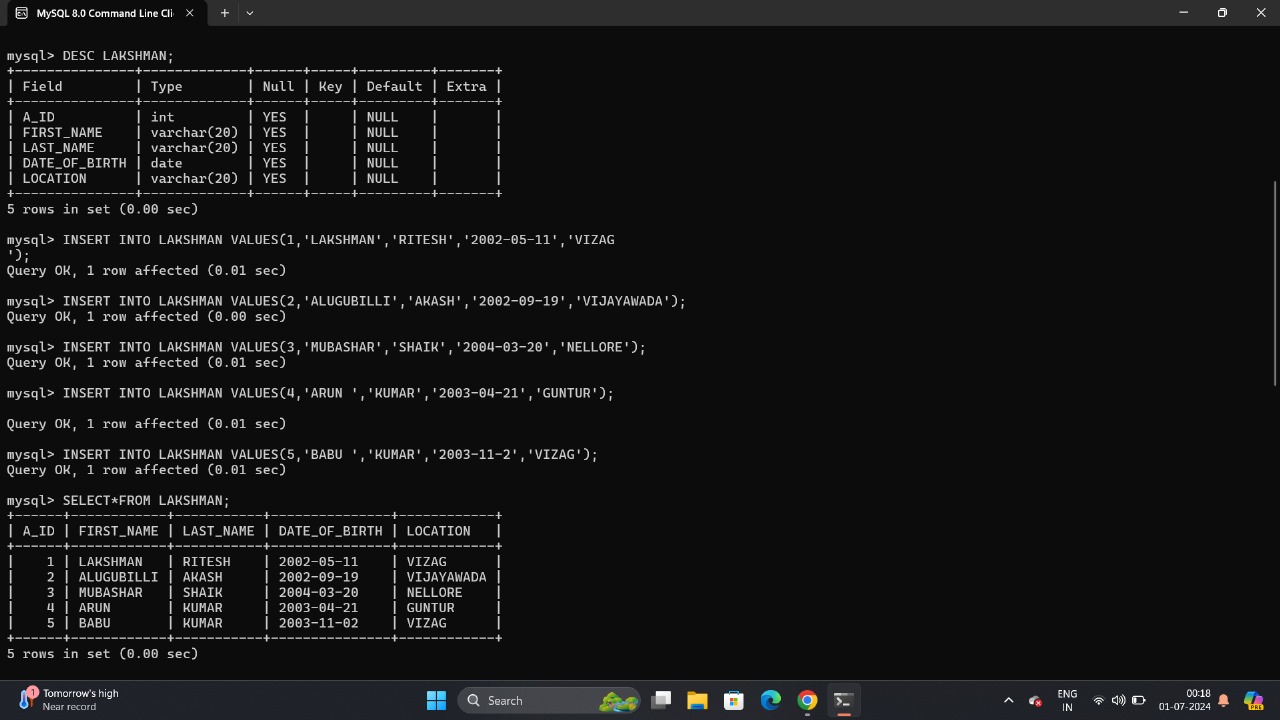 MySQL 8.0 Command Line Cli
mysql> DESC LAKSHMAN;
+---------------+-------------+------+-----+---------+-------+
| Field         | Type        | Null | Key | Default | Extra |
+---------------+-------------+------+-----+---------+-------+
| A_ID          | int         | YES  |     | NULL    |       |
| FIRST_NAME    | varchar(20) | YES  |     | NULL    |       |
| LAST_NAME     | varchar(20) | YES  |     | NULL    |       |
| DATE_OF_BIRTH | date        | YES  |     | NULL    |       |
| LOCATION      | varchar(20) | YES  |     | NULL    |       |
+---------------+-------------+------+-----+---------+-------+
5 rows in set (0.00 sec)
mysql> INSERT INTO LAKSHMAN VALUES(1,'LAKSHMAN','RITESH','2002-05-11','VIZAG
');
Query OK, 1 row affected (0.01 sec)
mysql> INSERT INTO LAKSHMAN VALUES(2,'ALUGUBILLI','AKASH','2002-09-19','VIJAYAWADA');
Query OK, 1 row affected (0.00 sec)
mysql> INSERT INTO LAKSHMAN VALUES(3,'MUBASHAR','SHAIK','2004-03-20','NELLORE');
Query OK, 1 row affected (0.01 sec)
mysql> INSERT INTO LAKSHMAN VALUES(4,'ARUN ','KUMAR','2003-04-21','GUNTUR');
Query OK, 1 row affected (0.01 sec)
mysql> INSERT INTO LAKSHMAN VALUES(5,'BABU ','KUMAR','2003-11-2','VIZAG');
Query OK, 1 row affected (0.01 sec)
mysql> SELECT*FROM LAKSHMAN;
+------+------------+-----------+---------------+------------+
| A_ID | FIRST_NAME | LAST_NAME | DATE_OF_BIRTH | LOCATION   |
+------+------------+-----------+---------------+------------+
|    1 | LAKSHMAN   | RITESH    | 2002-05-11    | VIZAG      |
|    2 | ALUGUBILLI | AKASH     | 2002-09-19    | VIJAYAWADA |
|    3 | MUBASHAR   | SHAIK     | 2004-03-20    | NELLORE    |
|    4 | ARUN       | KUMAR     | 2003-04-21    | GUNTUR     |
|    5 | BABU       | KUMAR     | 2003-11-02    | VIZAG      |
+------+------------+-----------+---------------+------------+
5 rows in set (0.00 sec)
1
Tomorrow's high
Near record
Search
ENG
IN
00:18
01-07-2024
PRE